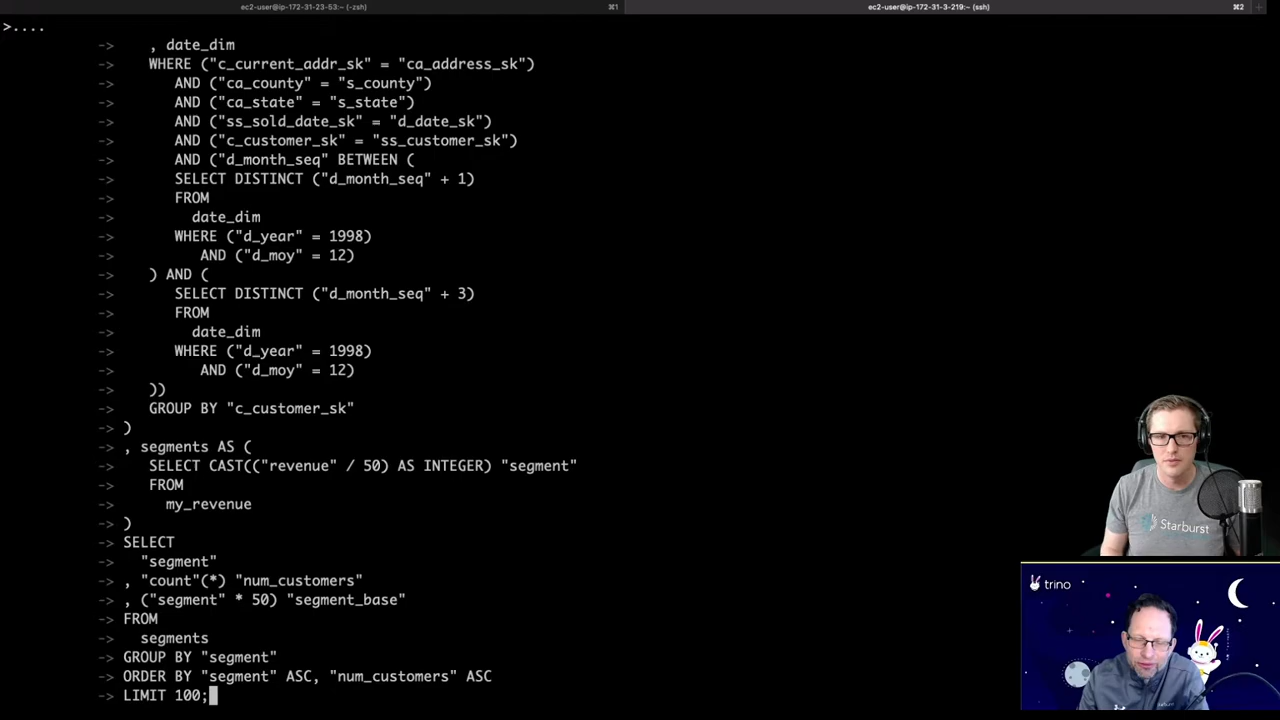 ec2-user@ip-172-31-23-53:~ (-zsh)
⌘1
ec2-user@ip-172-31-3-219:~ (ssh)
⌘2
+
>....
-> , date_dim
-> WHERE ("c_current_addr_sk" = "ca_address_sk")
-> AND ("ca_county" = "s_county")
-> AND ("ca_state" = "s_state")
-> AND ("ss_sold_date_sk" = "d_date_sk")
-> AND ("c_customer_sk" = "ss_customer_sk")
-> AND ("d_month_seq" BETWEEN (
-> SELECT DISTINCT ("d_month_seq" + 1)
-> FROM
-> date_dim
-> WHERE ("d_year" = 1998)
-> AND ("d_moy" = 12)
-> ) AND (
-> SELECT DISTINCT ("d_month_seq" + 3)
-> FROM
-> date_dim
-> WHERE ("d_year" = 1998)
-> AND ("d_moy" = 12)
-> ))
-> GROUP BY "c_customer_sk"
-> )
-> , segments AS (
-> SELECT CAST(("revenue" / 50) AS INTEGER) "segment"
-> FROM
-> my_revenue
-> )
-> SELECT
-> "segment"
-> , "count"(*) "num_customers"
-> , ("segment" * 50) "segment_base"
-> FROM
-> segments
-> GROUP BY "segment"
-> ORDER BY "segment" ASC, "num_customers" ASC
-> LIMIT 100;
Starburst
trino